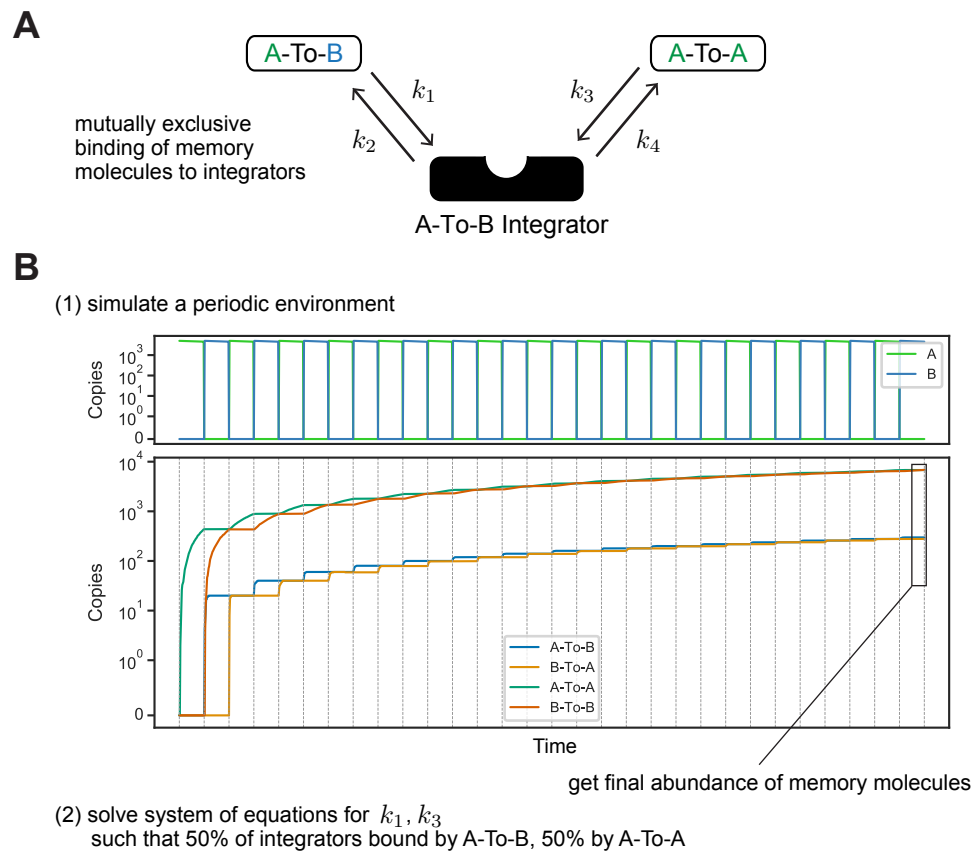 A
A-To-B
A-To-A
k₁
k₃
k₂
k₄
mutually exclusive
binding of memory
molecules to integrators
A-To-B Integrator
B
(1) simulate a periodic environment
Copies
10³
10²
10¹
10⁰
0
A
B
Copies
10⁴
10³
10²
10¹
10⁰
0
A-To-B
B-To-A
A-To-A
B-To-B
Time
get final abundance of memory molecules
(2) solve system of equations for k₁, k₃
such that 50% of integrators bound by A-To-B, 50% by A-To-A